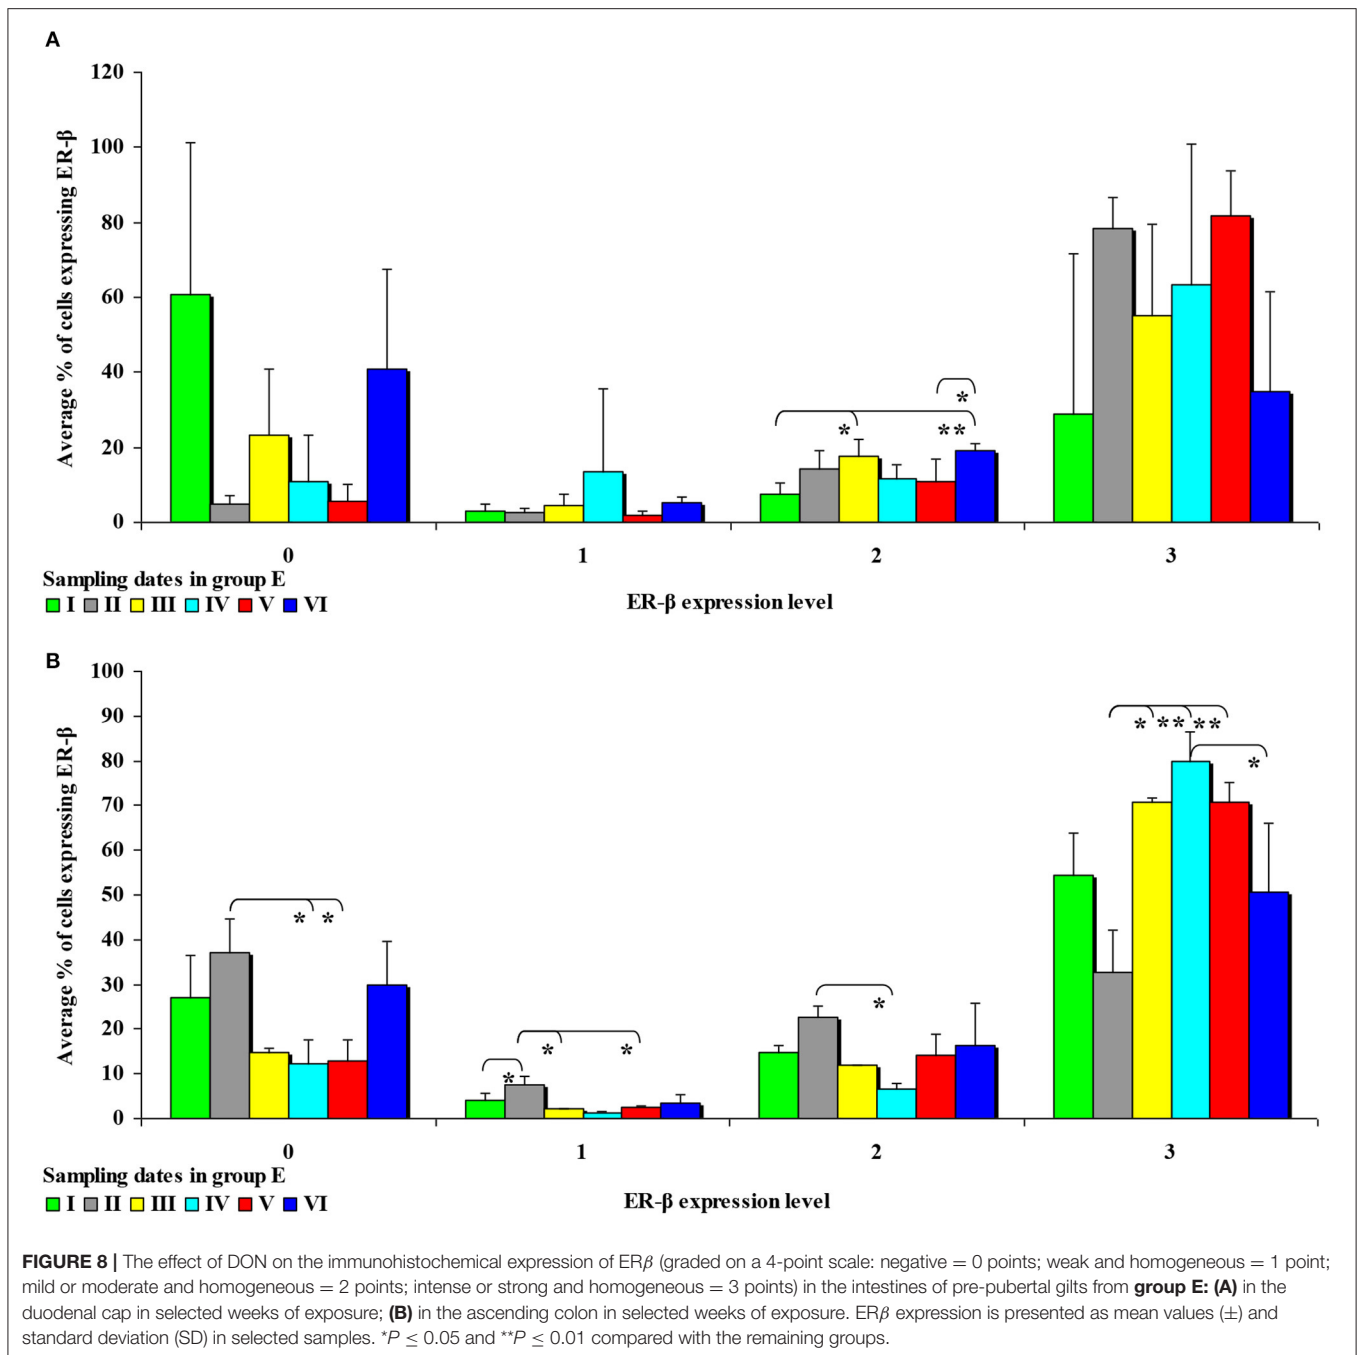 A
120
100
80
60
40
20
0
Average % of cells expressing ER-β
*
*
**
0 1 2 3
Sampling dates in group E
I II III IV V VI
ER-β expression level
B
100
90
80
70
60
50
40
30
20
10
0
Average % of cells expressing ER-β
* ** **
*
* *
*
* * *
0 1 2 3
Sampling dates in group E
I II III IV V VI
ER-β expression level
FIGURE 8 | The effect of DON on the immunohistochemical expression of ERβ (graded on a 4-point scale: negative = 0 points; weak and homogeneous = 1 point;
mild or moderate and homogeneous = 2 points; intense or strong and homogeneous = 3 points) in the intestines of pre-pubertal gilts from group E: (A) in the
duodenal cap in selected weeks of exposure; (B) in the ascending colon in selected weeks of exposure. ERβ expression is presented as mean values (±) and
standard deviation (SD) in selected samples. *P ≤ 0.05 and **P ≤ 0.01 compared with the remaining groups.